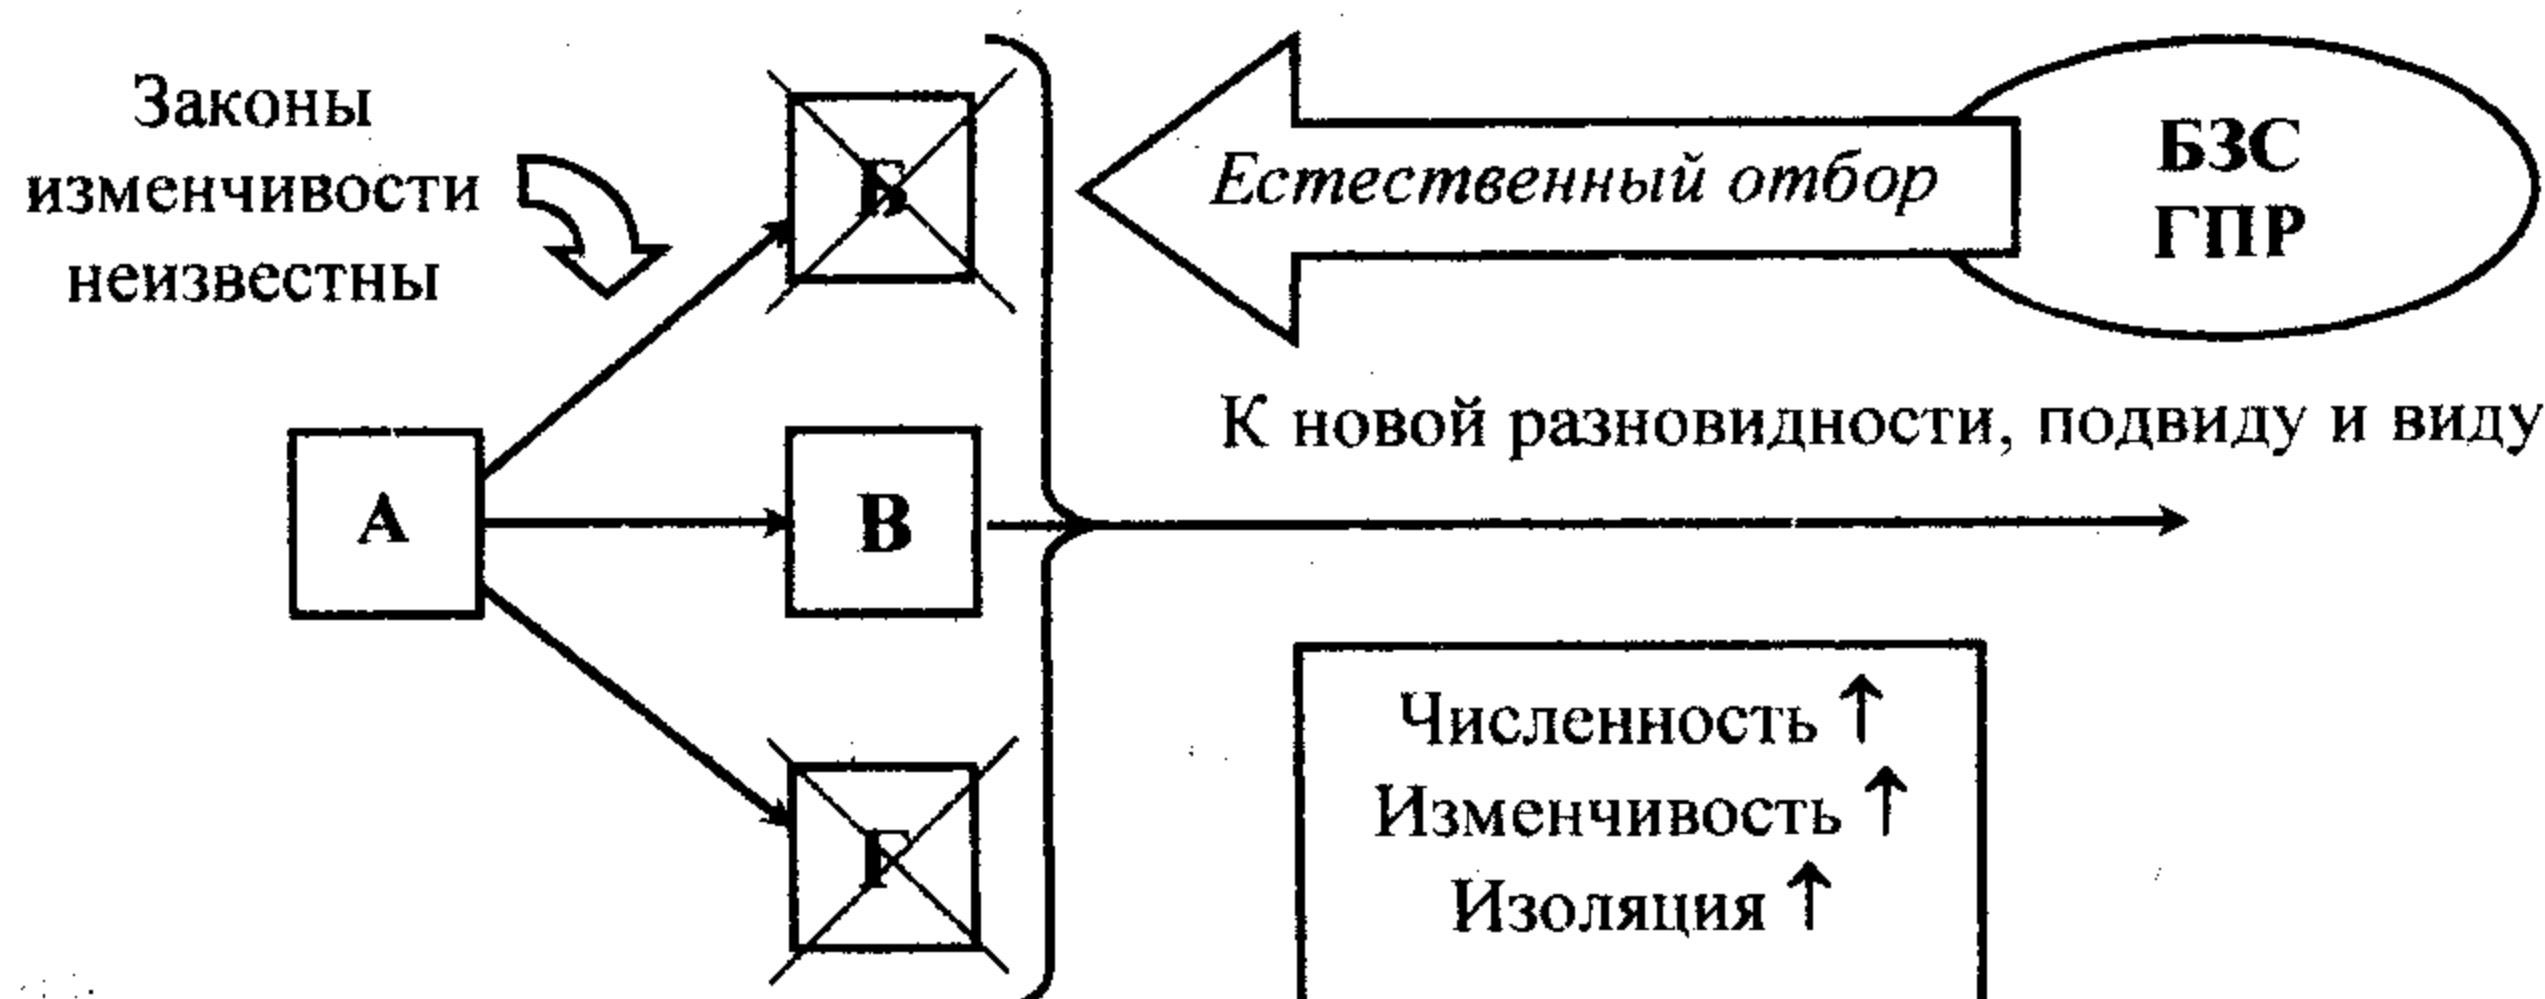 Законы
изменчивости
неизвестны
Б
Естественный отбор
БЗС
ГПР
К новой разновидности, подвиду и виду
А
В
Г
Численность ↑
Изменчивость ↑
Изоляция ↑